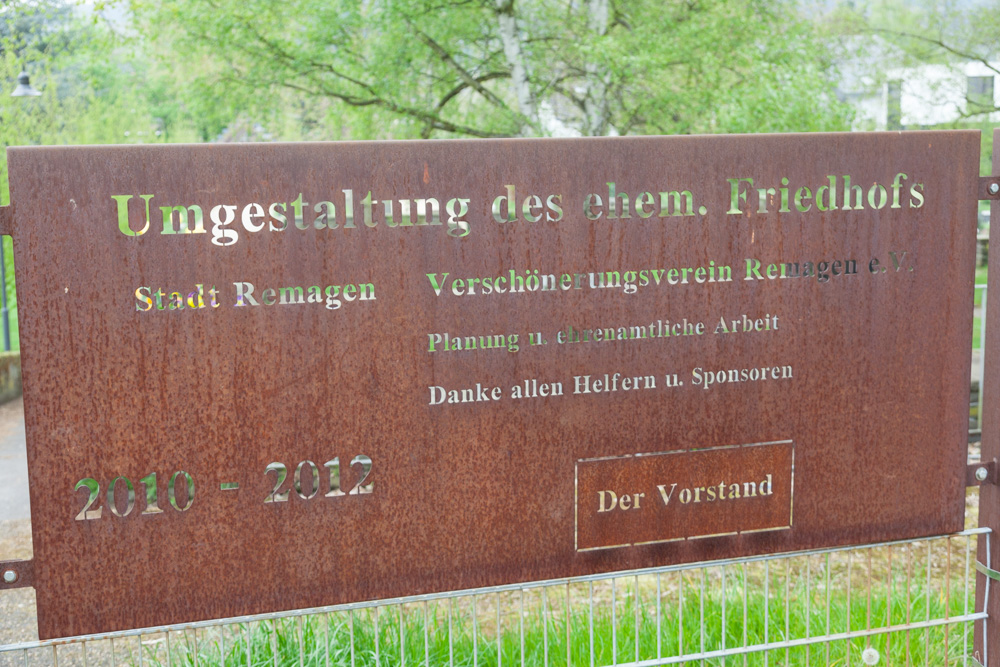 Umgestaltung des ehem. Friedhofs
Stadt Remagen
Verschönerungsverein Remagen e.V.
Planung u. ehrenamtliche Arbeit
Danke allen Helfern u. Sponsoren
2010 - 2012
Der Vorstand